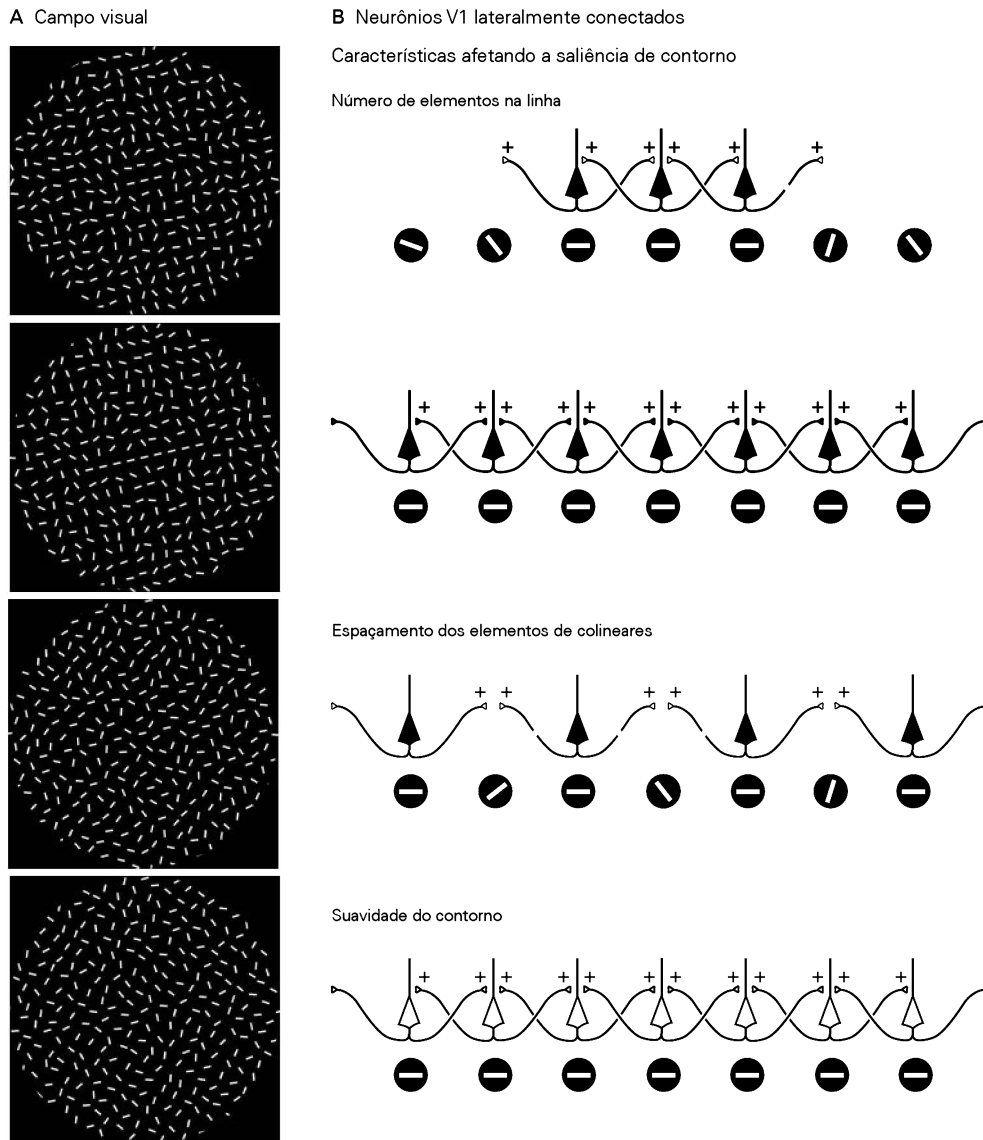 A Campo visual
B Neurônios V1 lateralmente conectados
Características afetando a saliência de contorno
Número de elementos na linha
+ + + + + +
+ + + + + + + + + + + +
Espaçamento dos elementos de colineares
+ + + + + +
Suavidade do contorno
+ + + + + + + + + + + +